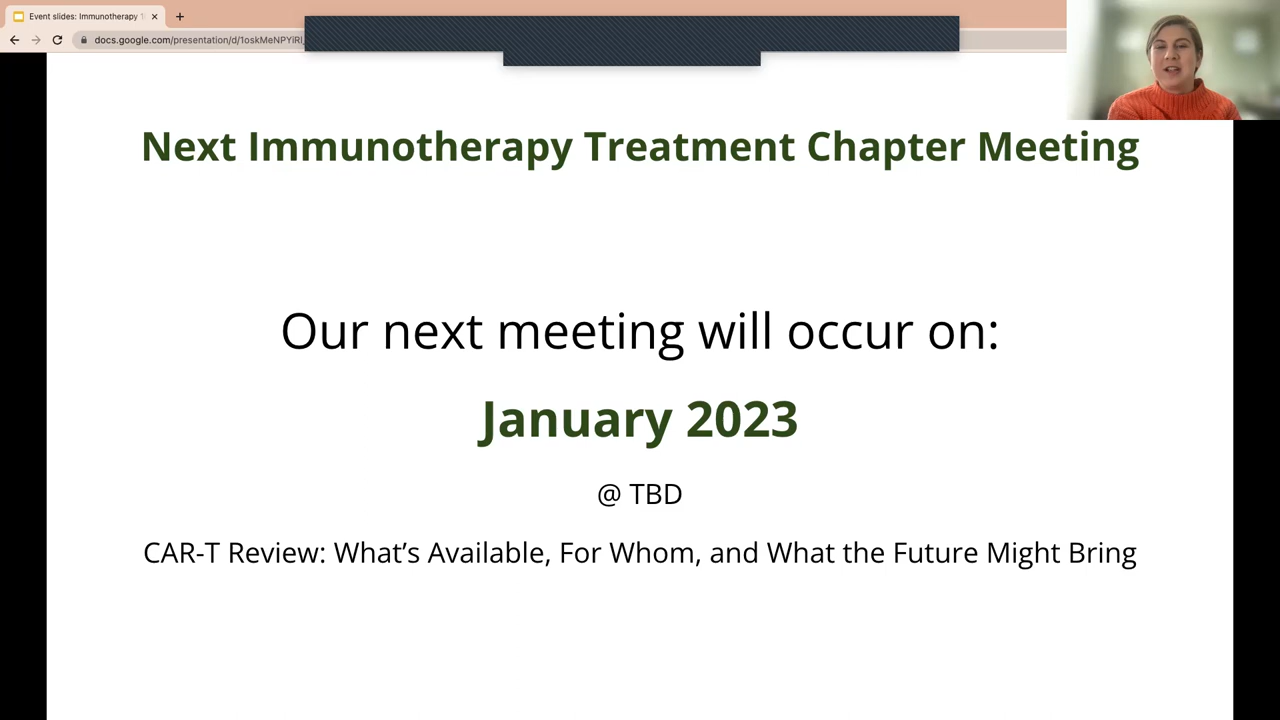 Event slides: Immunotherapy
docs.google.com/presentation/d/1oskMeNPYiRI
Next Immunotherapy Treatment Chapter Meeting
Our next meeting will occur on:
January 2023
@ TBD
CAR-T Review: What’s Available, For Whom, and What the Future Might Bring